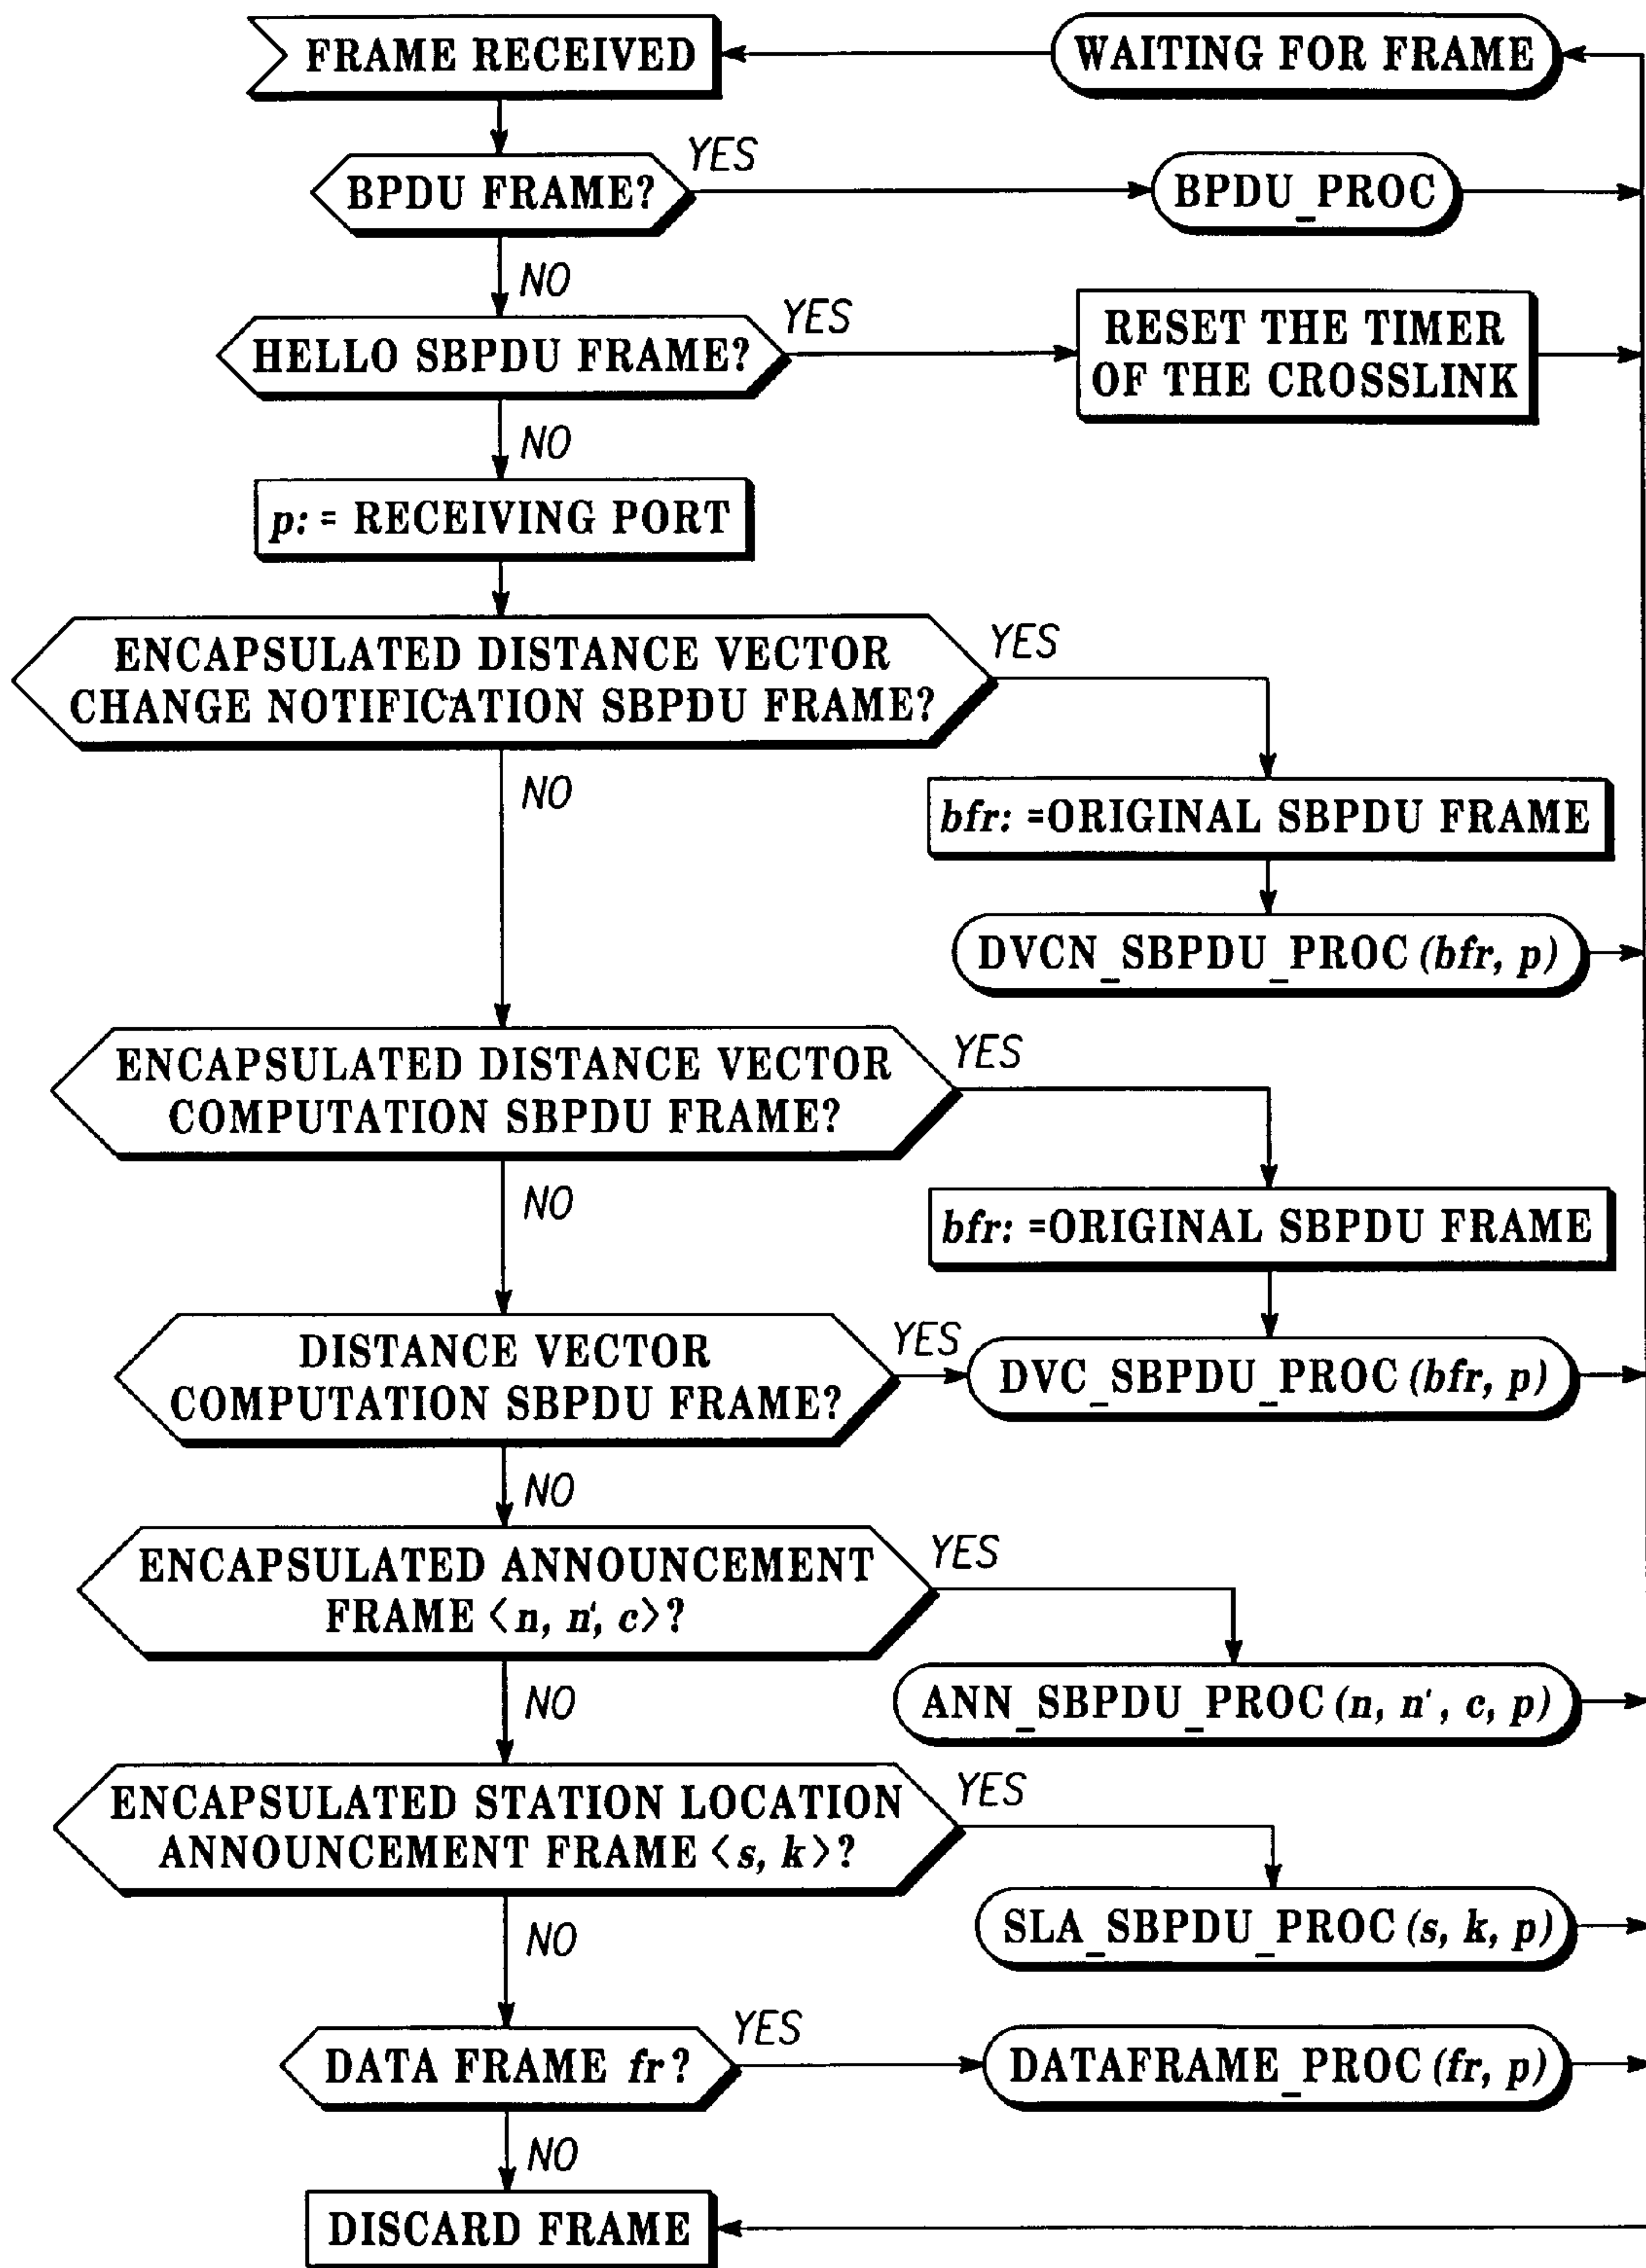 FRAME RECEIVED
WAITING FOR FRAME
BPDU FRAME?
YES
BPDU_PROC
NO
HELLO SBPDU FRAME?
YES
RESET THE TIMER
OF THE CROSSLINK
NO
p: = RECEIVING PORT
ENCAPSULATED DISTANCE VECTOR
CHANGE NOTIFICATION SBPDU FRAME?
YES
NO
bfr: =ORIGINAL SBPDU FRAME
DVCN_SBPDU_PROC (bfr, p)
ENCAPSULATED DISTANCE VECTOR
COMPUTATION SBPDU FRAME?
YES
NO
bfr: =ORIGINAL SBPDU FRAME
DISTANCE VECTOR
COMPUTATION SBPDU FRAME?
YES
DVC_SBPDU_PROC (bfr, p)
NO
ENCAPSULATED ANNOUNCEMENT
FRAME <n, n', c>?
YES
NO
ANN_SBPDU_PROC (n, n', c, p)
ENCAPSULATED STATION LOCATION
ANNOUNCEMENT FRAME <s, k>?
YES
NO
SLA_SBPDU_PROC (s, k, p)
DATA FRAME fr?
YES
DATAFRAME_PROC (fr, p)
NO
DISCARD FRAME